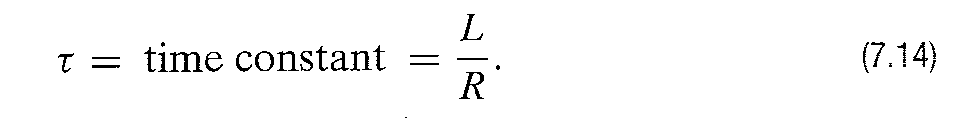 τ = time constant = L/R. (7.14)